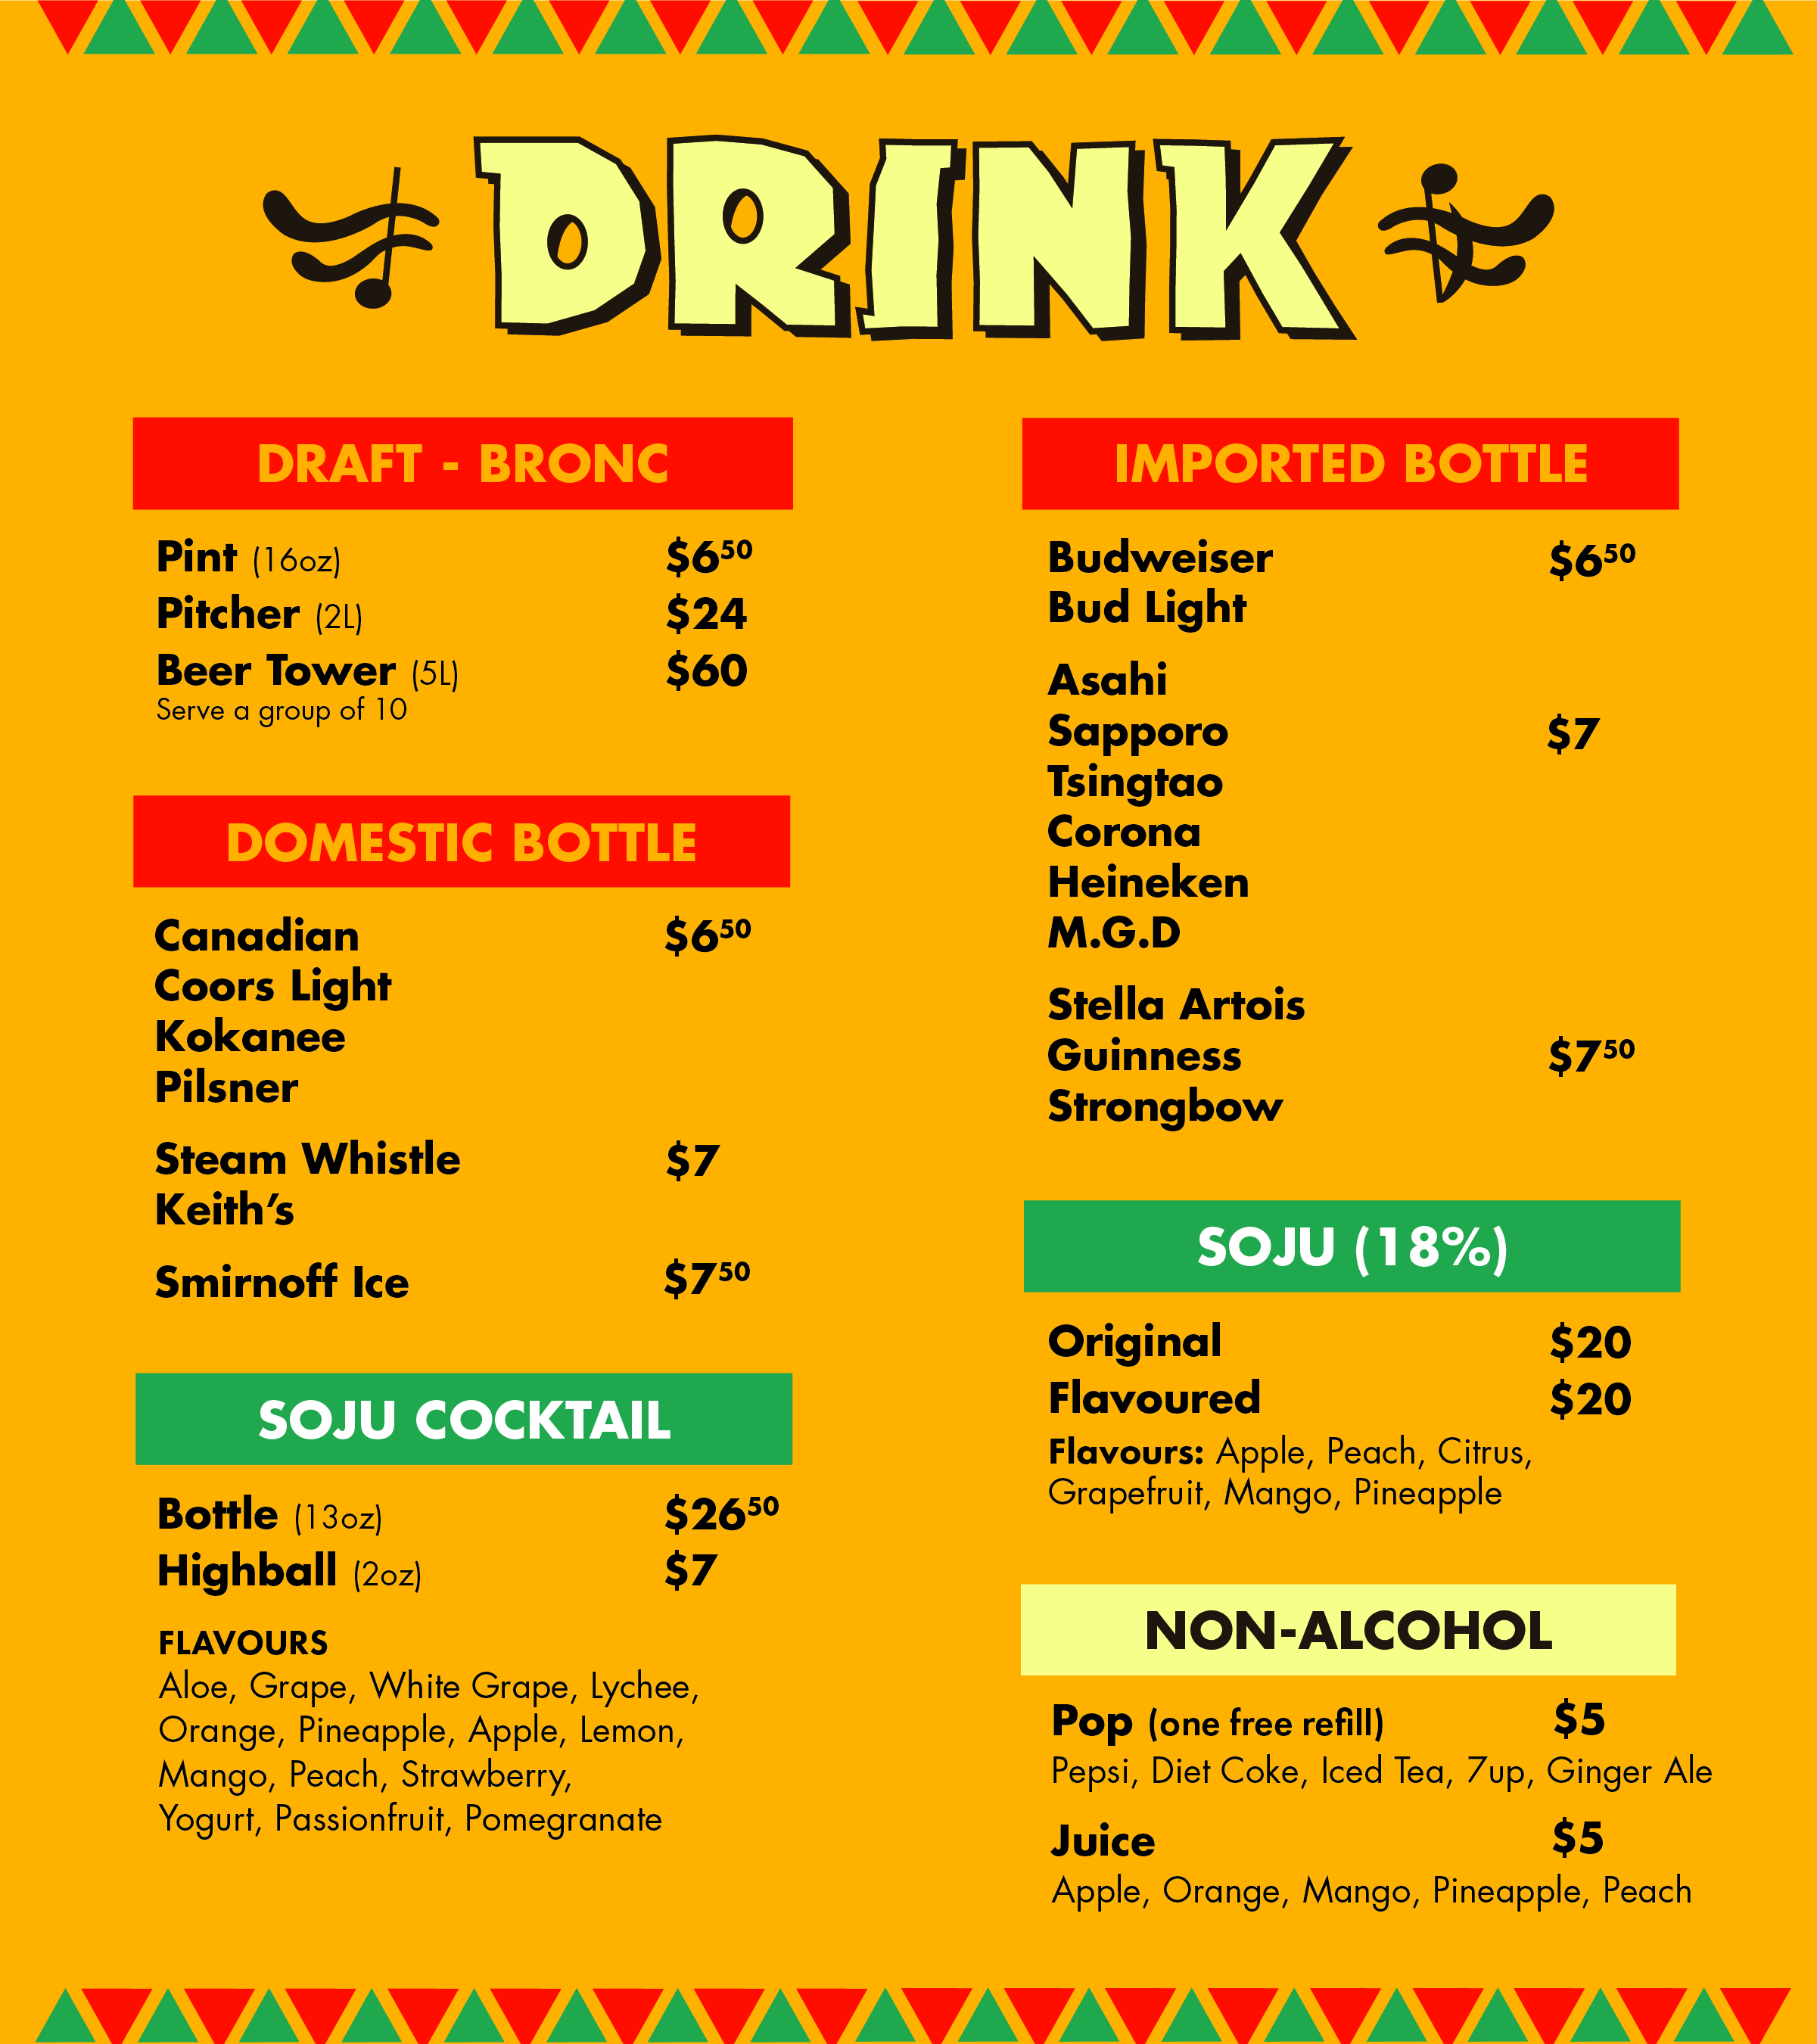 DRINK
DRAFT - BRONC
Pint (16oz) $6⁵⁰
Pitcher (2L) $24
Beer Tower (5L) $60
Serve a group of 10
DOMESTIC BOTTLE
Canadian $6⁵⁰
Coors Light
Kokanee
Pilsner
Steam Whistle $7
Keith’s
Smirnoff Ice $7⁵⁰
SOJU COCKTAIL
Bottle (13oz) $26⁵⁰
Highball (2oz) $7
FLAVOURS
Aloe, Grape, White Grape, Lychee,
Orange, Pineapple, Apple, Lemon,
Mango, Peach, Strawberry,
Yogurt, Passionfruit, Pomegranate
IMPORTED BOTTLE
Budweiser $6⁵⁰
Bud Light
Asahi
Sapporo $7
Tsingtao
Corona
Heineken
M.G.D
Stella Artois
Guinness $7⁵⁰
Strongbow
SOJU (18%)
Original $20
Flavoured $20
Flavours: Apple, Peach, Citrus,
Grapefruit, Mango, Pineapple
NON-ALCOHOL
Pop (one free refill) $5
Pepsi, Diet Coke, Iced Tea, 7up, Ginger Ale
Juice $5
Apple, Orange, Mango, Pineapple, Peach